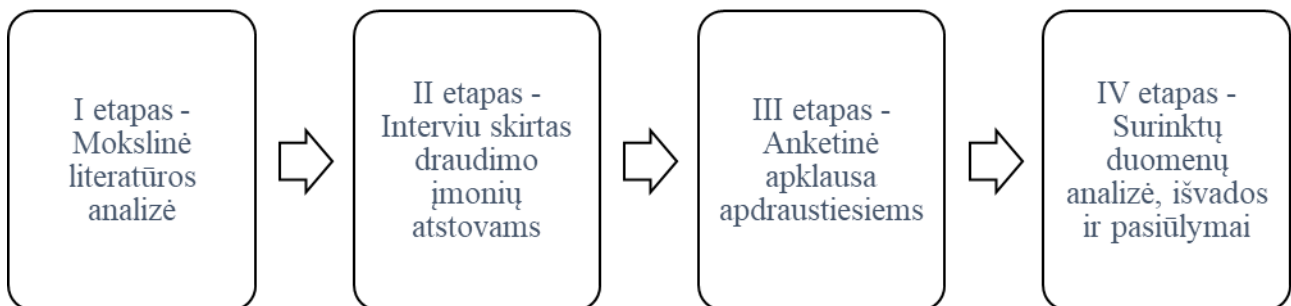 I etapas -
Mokslinė
literatūros
analizė
II etapas -
Interviu skirtas
draudimo
įmonių
atstovams
III etapas -
Anketinė
apklausa
apdraustiesiems
IV etapas -
Surinktų
duomenų
analizė, išvados
ir pasiūlymai